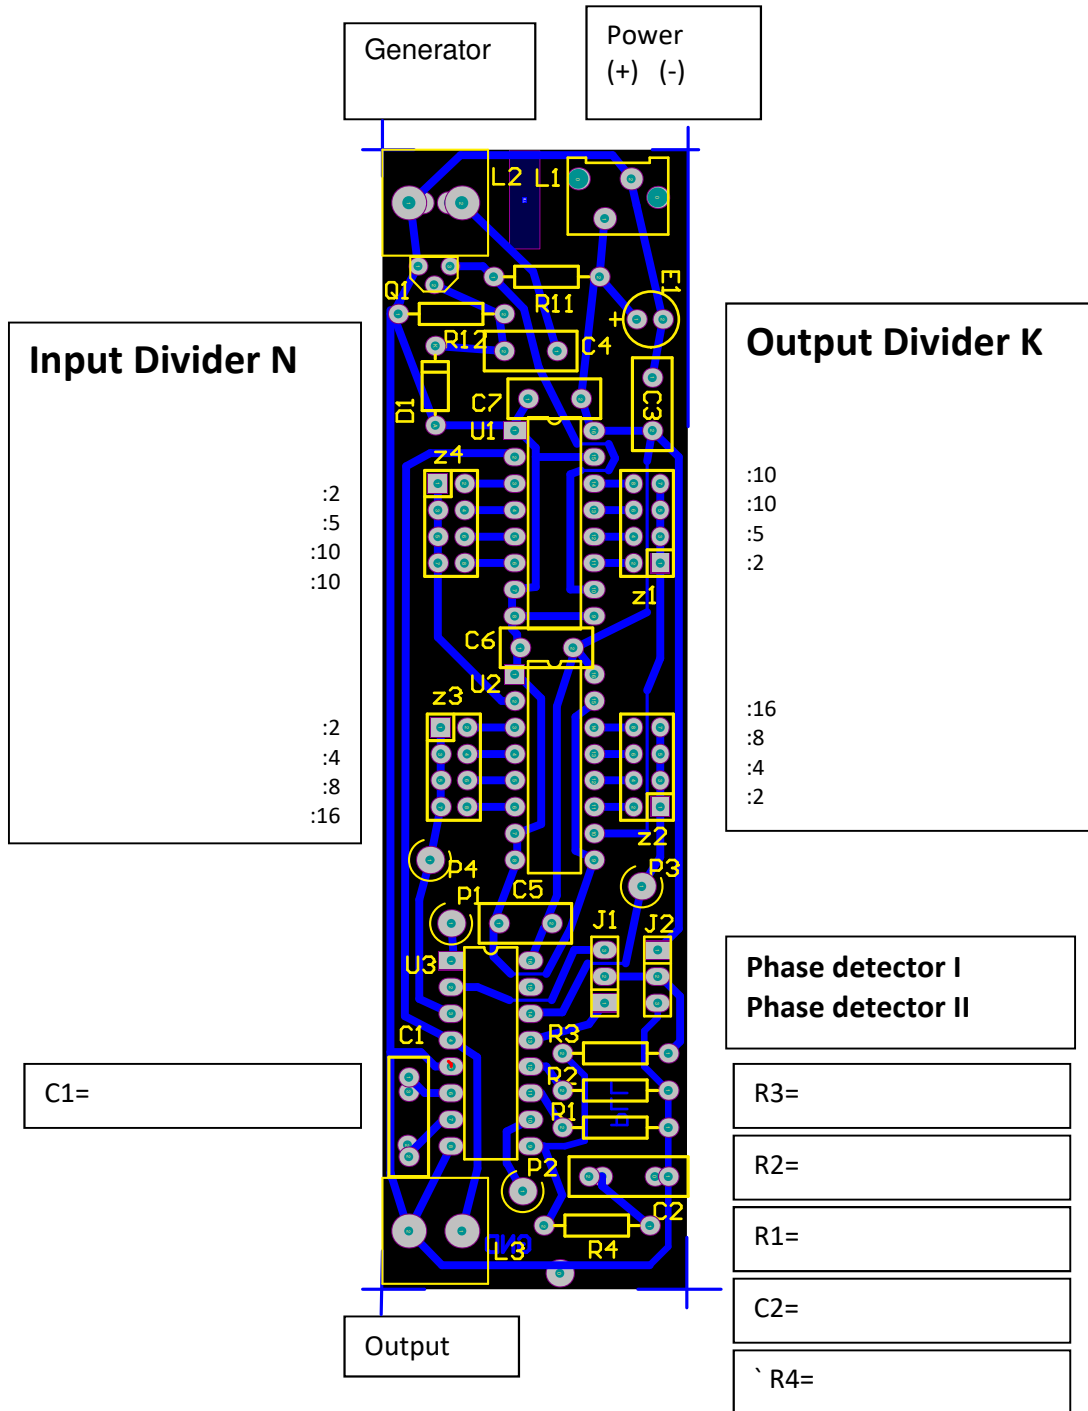 Generator
Power
(+) (-)
L2 L1
Q1
R11
E1
+
R12
C4
Input Divider N
Output Divider K
D1
C7
C3
U1
z4
:2
:5
:10
:10
:10
:10
:5
:2
z1
C6
U2
z3
:2
:4
:8
:16
:16
:8
:4
:2
z2
P4
P3
P1
C5
J1
J2
U3
Phase detector I
Phase detector II
C1
R3
R2
R1
PLL
C1=
R3=
R2=
R1=
C2=
` R4=
P2
C2
R4
L3
GND
Output